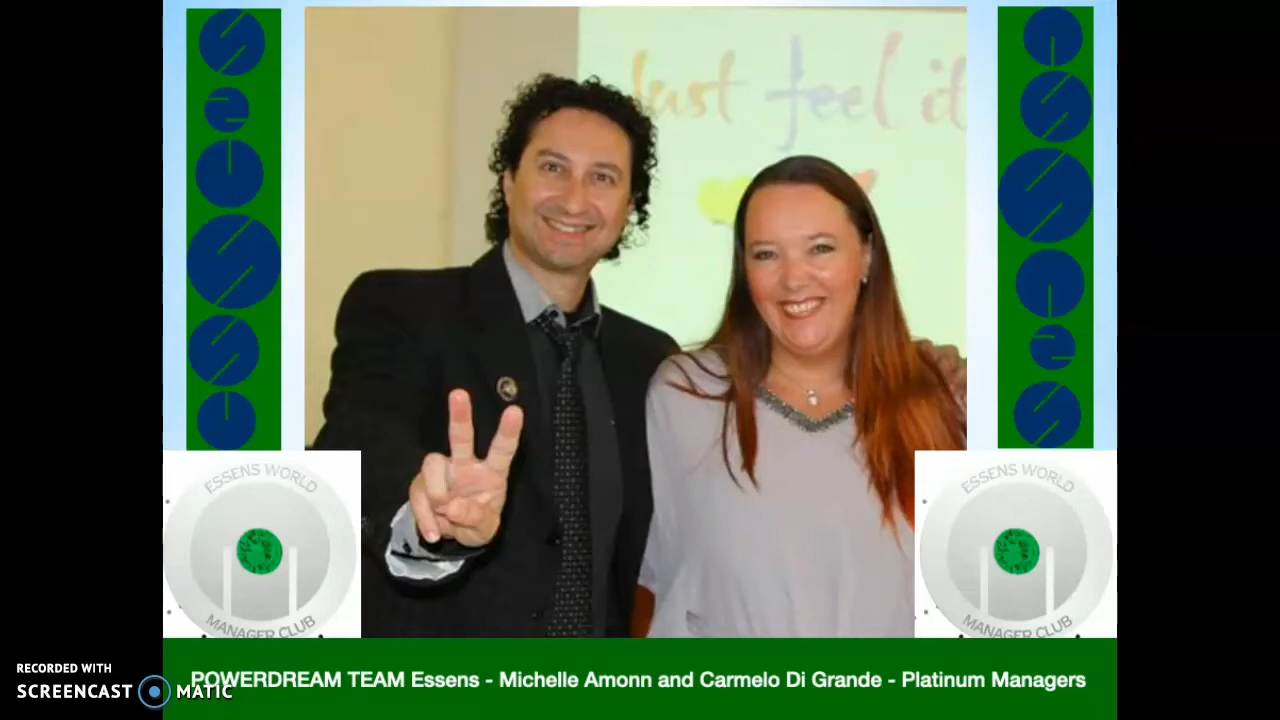 Just feel it
ESSENS WORLD
MANAGER CLUB
ESSENS WORLD
MANAGER CLUB
POWERDREAM TEAM Essens - Michelle Amonn and Carmelo Di Grande - Platinum Managers
RECORDED WITH
SCREENCAST MATIC